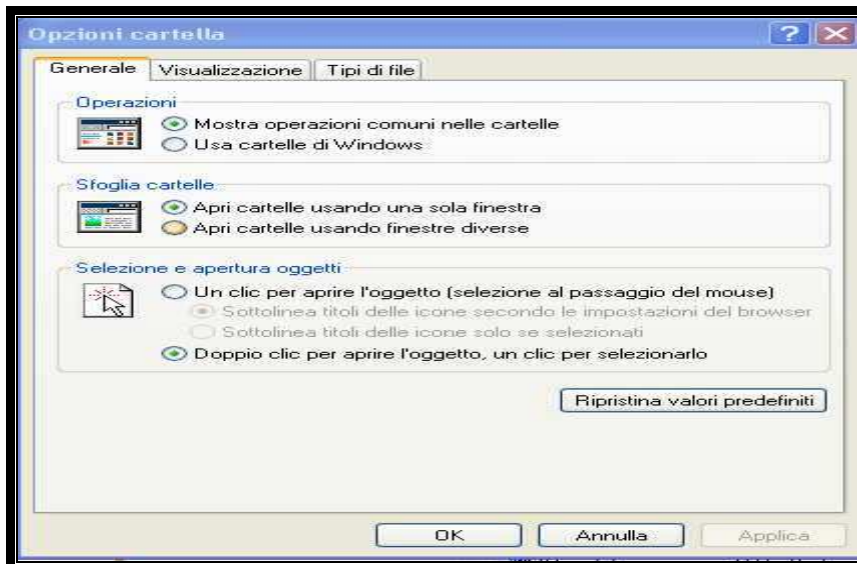 Opzioni cartella
Generale Visualizzazione Tipi di file
Operazioni
Mostra operazioni comuni nelle cartelle
Usa cartelle di Windows
Sfoglia cartelle
Apri cartelle usando una sola finestra
Apri cartelle usando finestre diverse
Selezione e apertura oggetti
Un clic per aprire l'oggetto (selezione al passaggio del mouse)
Sottolinea titoli delle icone secondo le impostazioni del browser
Sottolinea titoli delle icone solo se selezionati
Doppio clic per aprire l'oggetto, un clic per selezionarlo
Ripristina valori predefiniti
OK Annulla Applica